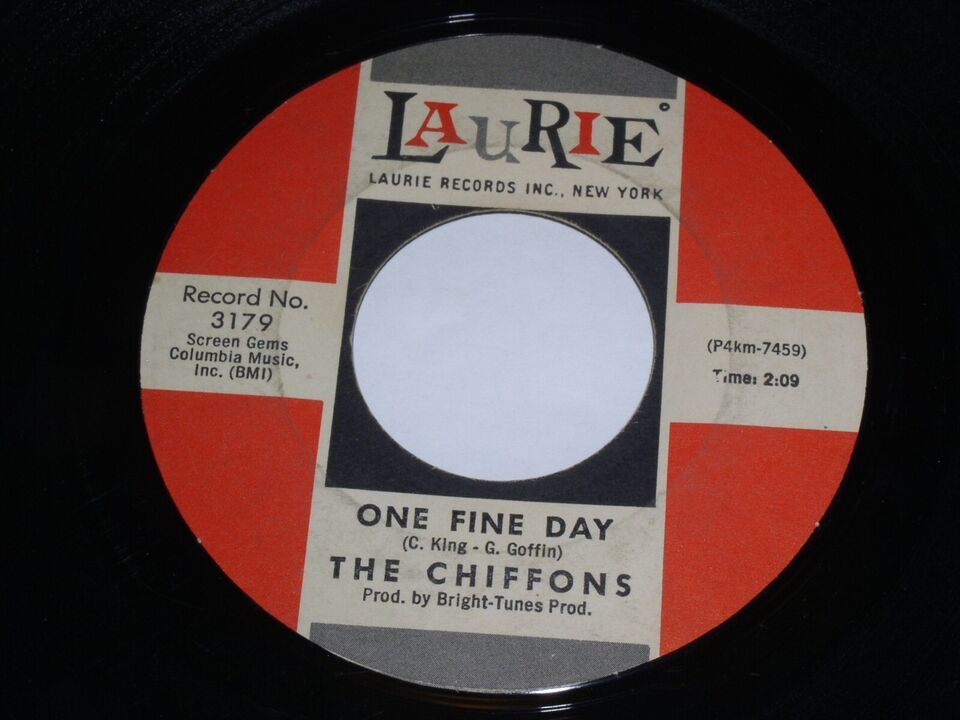 LAURIE
LAURIE RECORDS INC., NEW YORK
Record No.
3179
Screen Gems
Columbia Music,
Inc. (BMI)
(P4km-7459)
Time: 2:09
ONE FINE DAY
(C. King - G. Goffin)
THE CHIFFONS
Prod. by Bright-Tunes Prod.